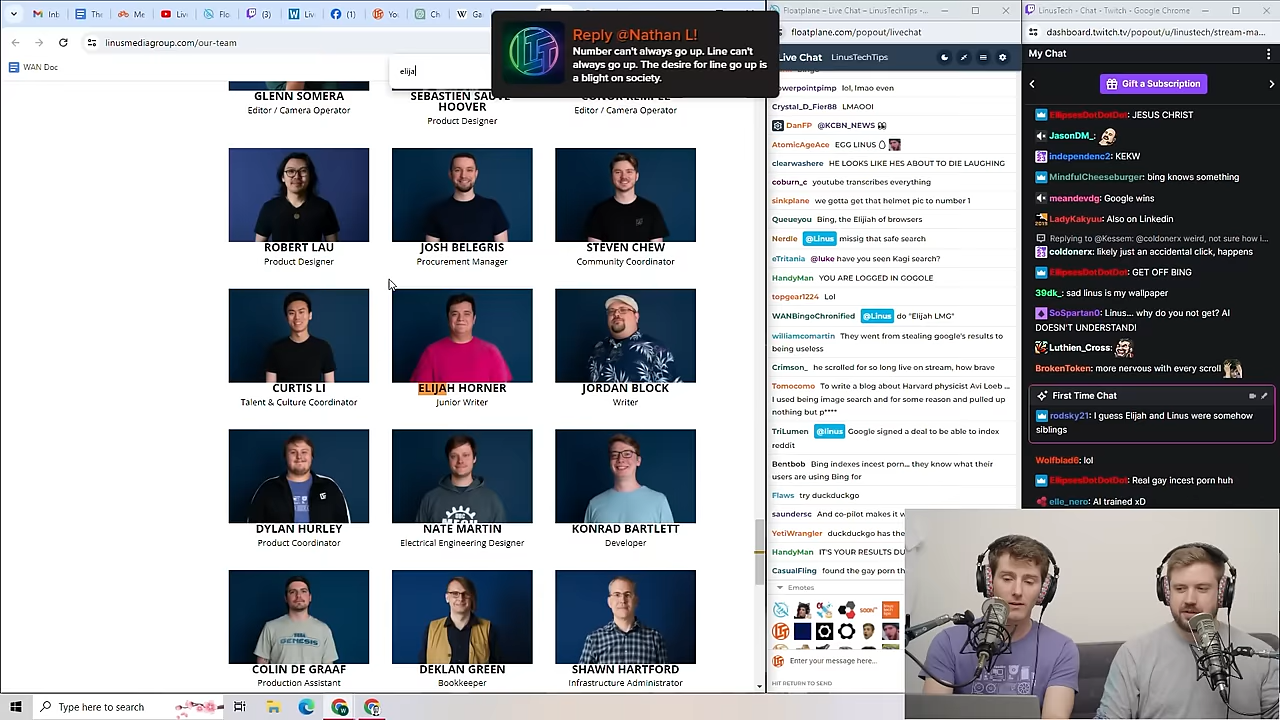 Reply @Nathan L!
Number can't always go up. Line can't
always go up. The desire for line go up is
a blight on society.
linusmediagroup.com/our-team
WAN Doc
elija
GLENN SOMERA
Editor / Camera Operator
HOOVER
Product Designer
Editor / Camera Operator
ROBERT LAU
Product Designer
JOSH BELEGRIS
Procurement Manager
STEVEN CHEW
Community Coordinator
CURTIS LI
Talent & Culture Coordinator
ELIJAH HORNER
Junior Writer
JORDAN BLOCK
Writer
DYLAN HURLEY
Product Coordinator
NATE MARTIN
Electrical Engineering Designer
KONRAD BARTLETT
Developer
COLIN DE GRAAF
Production Assistant
DEKLAN GREEN
Bookkeeper
SHAWN HARTFORD
Infrastructure Administrator
Type here to search
Floatplane – Live Chat – LinusTechTips - Google Chrome
floatplane.com/popout/livechat
Live Chat LinusTechTips
powerpointpimp lol, lmao even
Crystal_D_Fier88 LMAOOI
DanFP @KCBN_NEWS
AtomicAgeAce EGG LINUS
clearwashere HE LOOKS LIKE HES ABOUT TO DIE LAUGHING
coburn_c youtube transcribes everything
sinkplane we gotta get that helmet pic to number 1
Queueyou Bing, the Elijiah of browsers
Nerdle @Linus missig that safe search
eTritania @luke have you seen Kagi search?
HandyMan YOU ARE LOGGED IN GOGOLE
topgear1224 Lol
WANBingoChronified @Linus do "Elijah LMG"
williamcomartin They went from stealing google's results to
being useless
Crimson_ he scrolled for so long live on stream, how brave
Tomocomo To write a blog about Harvard physicist Avi Loeb ...
I used being image search and for some reason and pulled up
nothing but p****
TriLumen @linus Google signed a deal to be able to index
reddit
Bentbob Bing indexes incest porn... they know what their
users are using Bing for
Flaws try duckduckgo
saundersc And co-pilot makes it w
YetiWrangler duckduckgo has the
HandyMan IT'S YOUR RESULTS DU
CasualFling found the gay porn th
Emotes
SOON
Enter your message here...
HIT RETURN TO SEND
LinusTech - Chat - Twitch - Google Chrome
dashboard.twitch.tv/popout/u/linustech/stream-ma...
My Chat
Gift a Subscription
EllipsesDotDotDot: JESUS CHRIST
JasonDM_:
independenc2: KEKW
MindfulCheeseburger: bing knows something
meandevdg: Google wins
LadyKakyuu: Also on Linkedin
Replying to @Kessem: @coldonerx weird, not sure how i...
coldonerx: likely just an accidental click, happens
EllipsesDotDotDot: GET OFF BING
39dk_: sad linus is my wallpaper
SoSpartan0: Linus... why do you not get? AI
DOESN'T UNDERSTAND!
Luthien_Cross:
BrokenToken: more nervous with every scroll
First Time Chat
rodsky21: I guess Elijah and Linus were somehow
siblings
Wolfblad6: lol
EllipsesDotDotDot: Real gay incest porn huh
elle_nero: AI trained xD